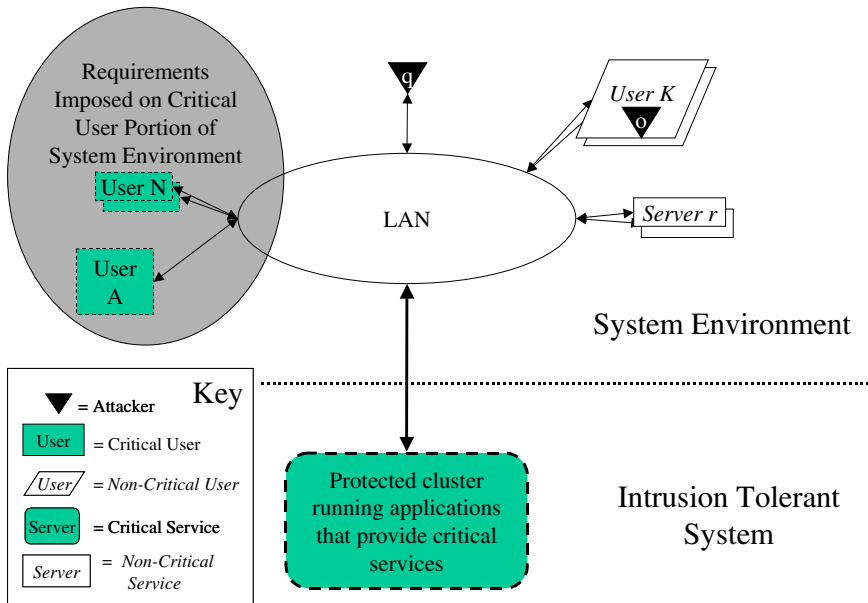 Requirements
Imposed on Critical
User Portion of
System Environment
User N
User
A
q
User K
o
LAN
Server r
System Environment
Key
= Attacker
User
= Critical User
User
= Non-Critical User
Server
= Critical Service
Server
= Non-Critical
Service
Protected cluster
running applications
that provide critical
services
Intrusion Tolerant
System